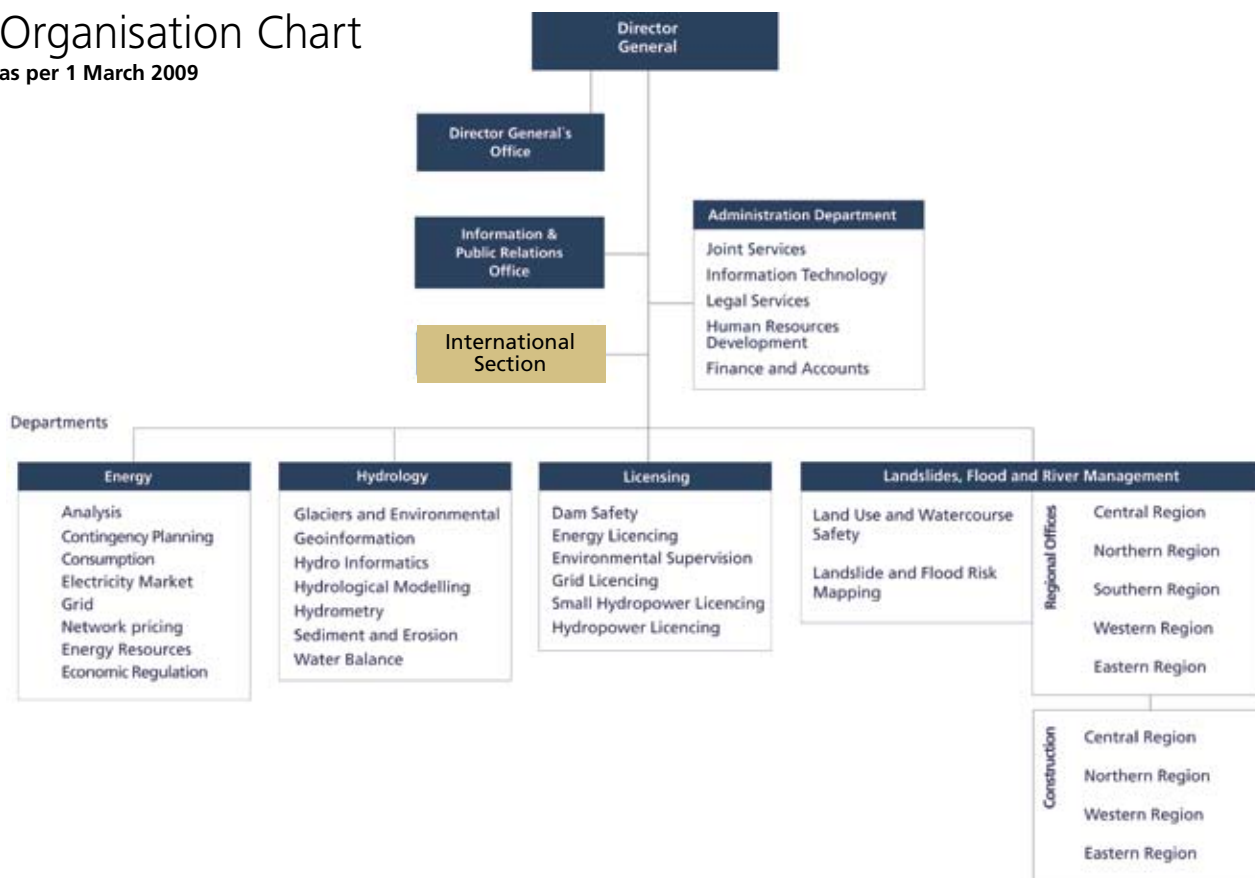 Organisation Chart
as per 1 March 2009
Director
General
Director General's
Office
Information &
Public Relations
Office
International
Section
Administration Department
Joint Services
Information Technology
Legal Services
Human Resources
Development
Finance and Accounts
Departments
Energy
Analysis
Contingency Planning
Consumption
Electricity Market
Grid
Network pricing
Energy Resources
Economic Regulation
Hydrology
Glaciers and Environmental
Geoinformation
Hydro Informatics
Hydrological Modelling
Hydrometry
Sediment and Erosion
Water Balance
Licensing
Dam Safety
Energy Licencing
Environmental Supervision
Grid Licencing
Small Hydropower Licencing
Hydropower Licencing
Landslides, Flood and River Management
Land Use and Watercourse
Safety
Landslide and Flood Risk
Mapping
Regional Offices
Central Region
Northern Region
Southern Region
Western Region
Eastern Region
Construction
Central Region
Northern Region
Western Region
Eastern Region